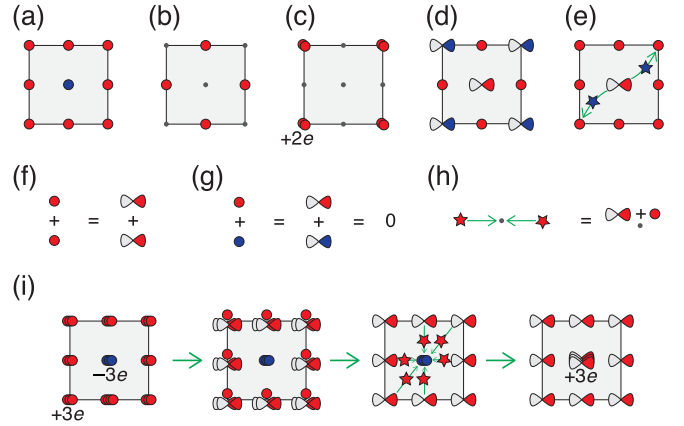 (a) (b) (c) (d) (e)
+2e
(f) (g) (h)
+ = + + = + = 0 = +
(i)
−3e
+3e
+3e